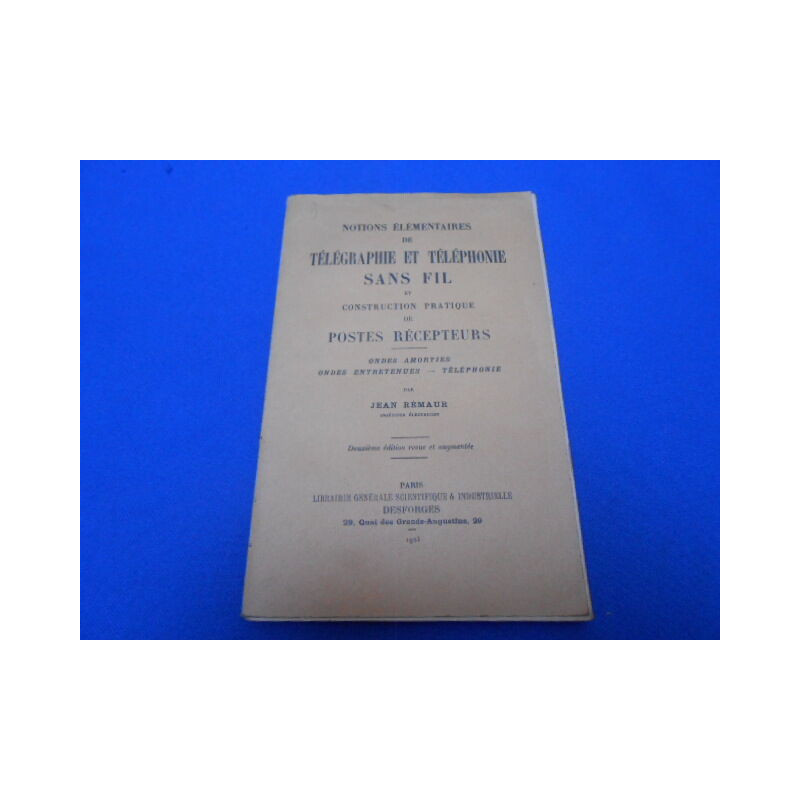 NOTIONS ÉLÉMENTAIRES
DE
TÉLÉGRAPHIE ET TÉLÉPHONIE
SANS FIL
ET
CONSTRUCTION PRATIQUE
DE
POSTES RÉCEPTEURS
ONDES AMORTIES
ONDES ENTRETENUES — TÉLÉPHONIE
PAR
JEAN RÉMAUR
INGÉNIEUR ÉLECTRICIEN
Deuxième édition revue et augmentée
PARIS
LIBRAIRIE GÉNÉRALE SCIENTIFIQUE & INDUSTRIELLE
DESFORGES
29, Quai des Grands-Augustins, 29